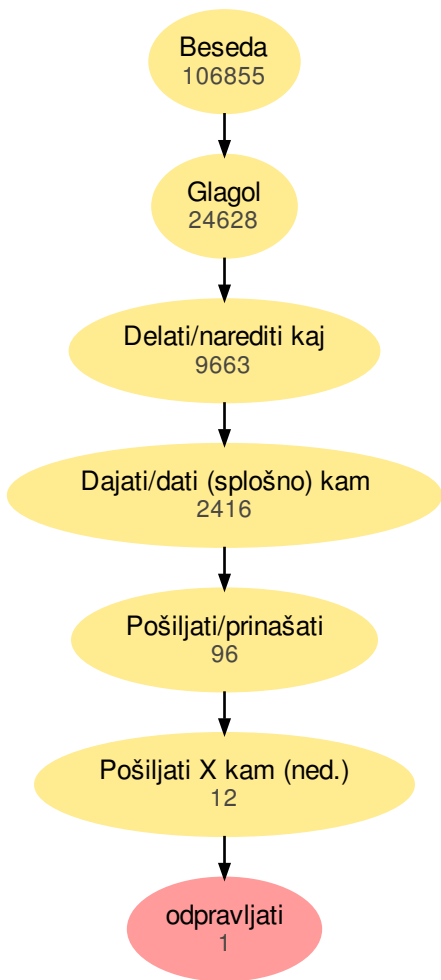 Beseda
106855
Glagol
24628
Delati/narediti kaj
9663
Dajati/dati (splošno) kam
2416
Pošiljati/prinašati
96
Pošiljati X kam (ned.)
12
odpravljati
1